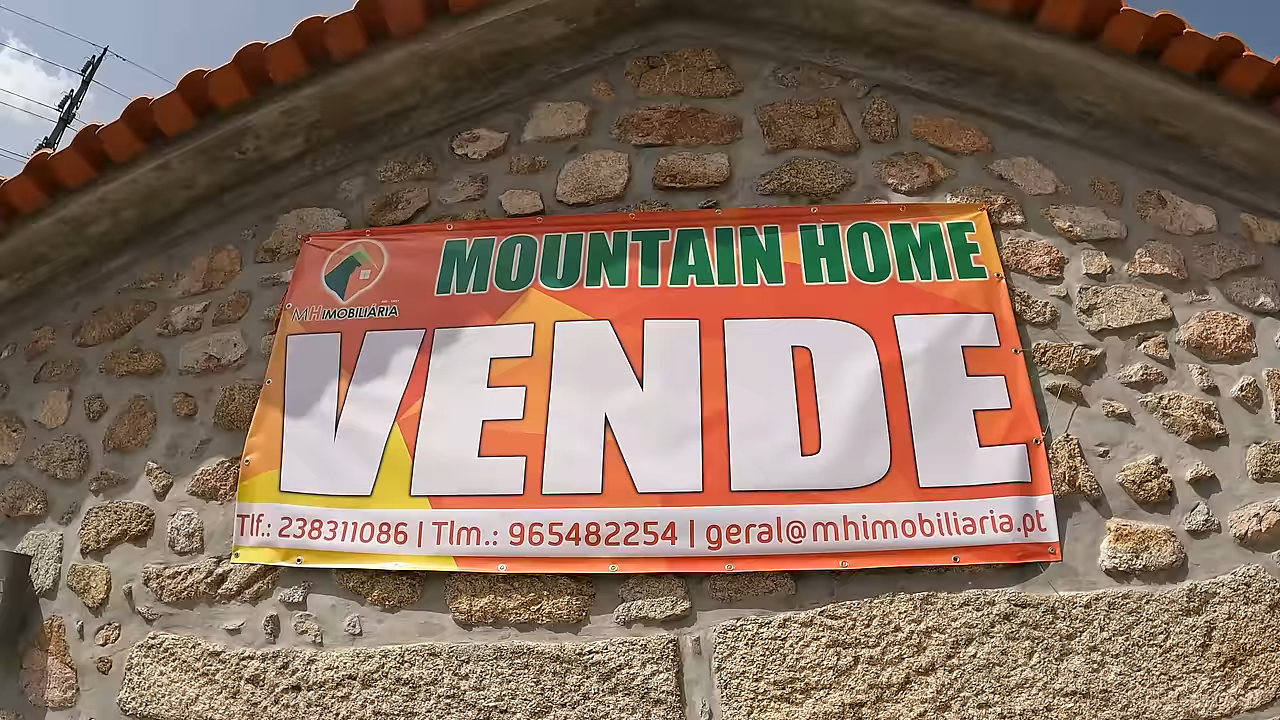 MOUNTAIN HOME
MHIMOBILIÁRIA
VENDE
Tlf.: 238311086 | Tlm.: 965482254 | geral@mhimobiliaria.pt